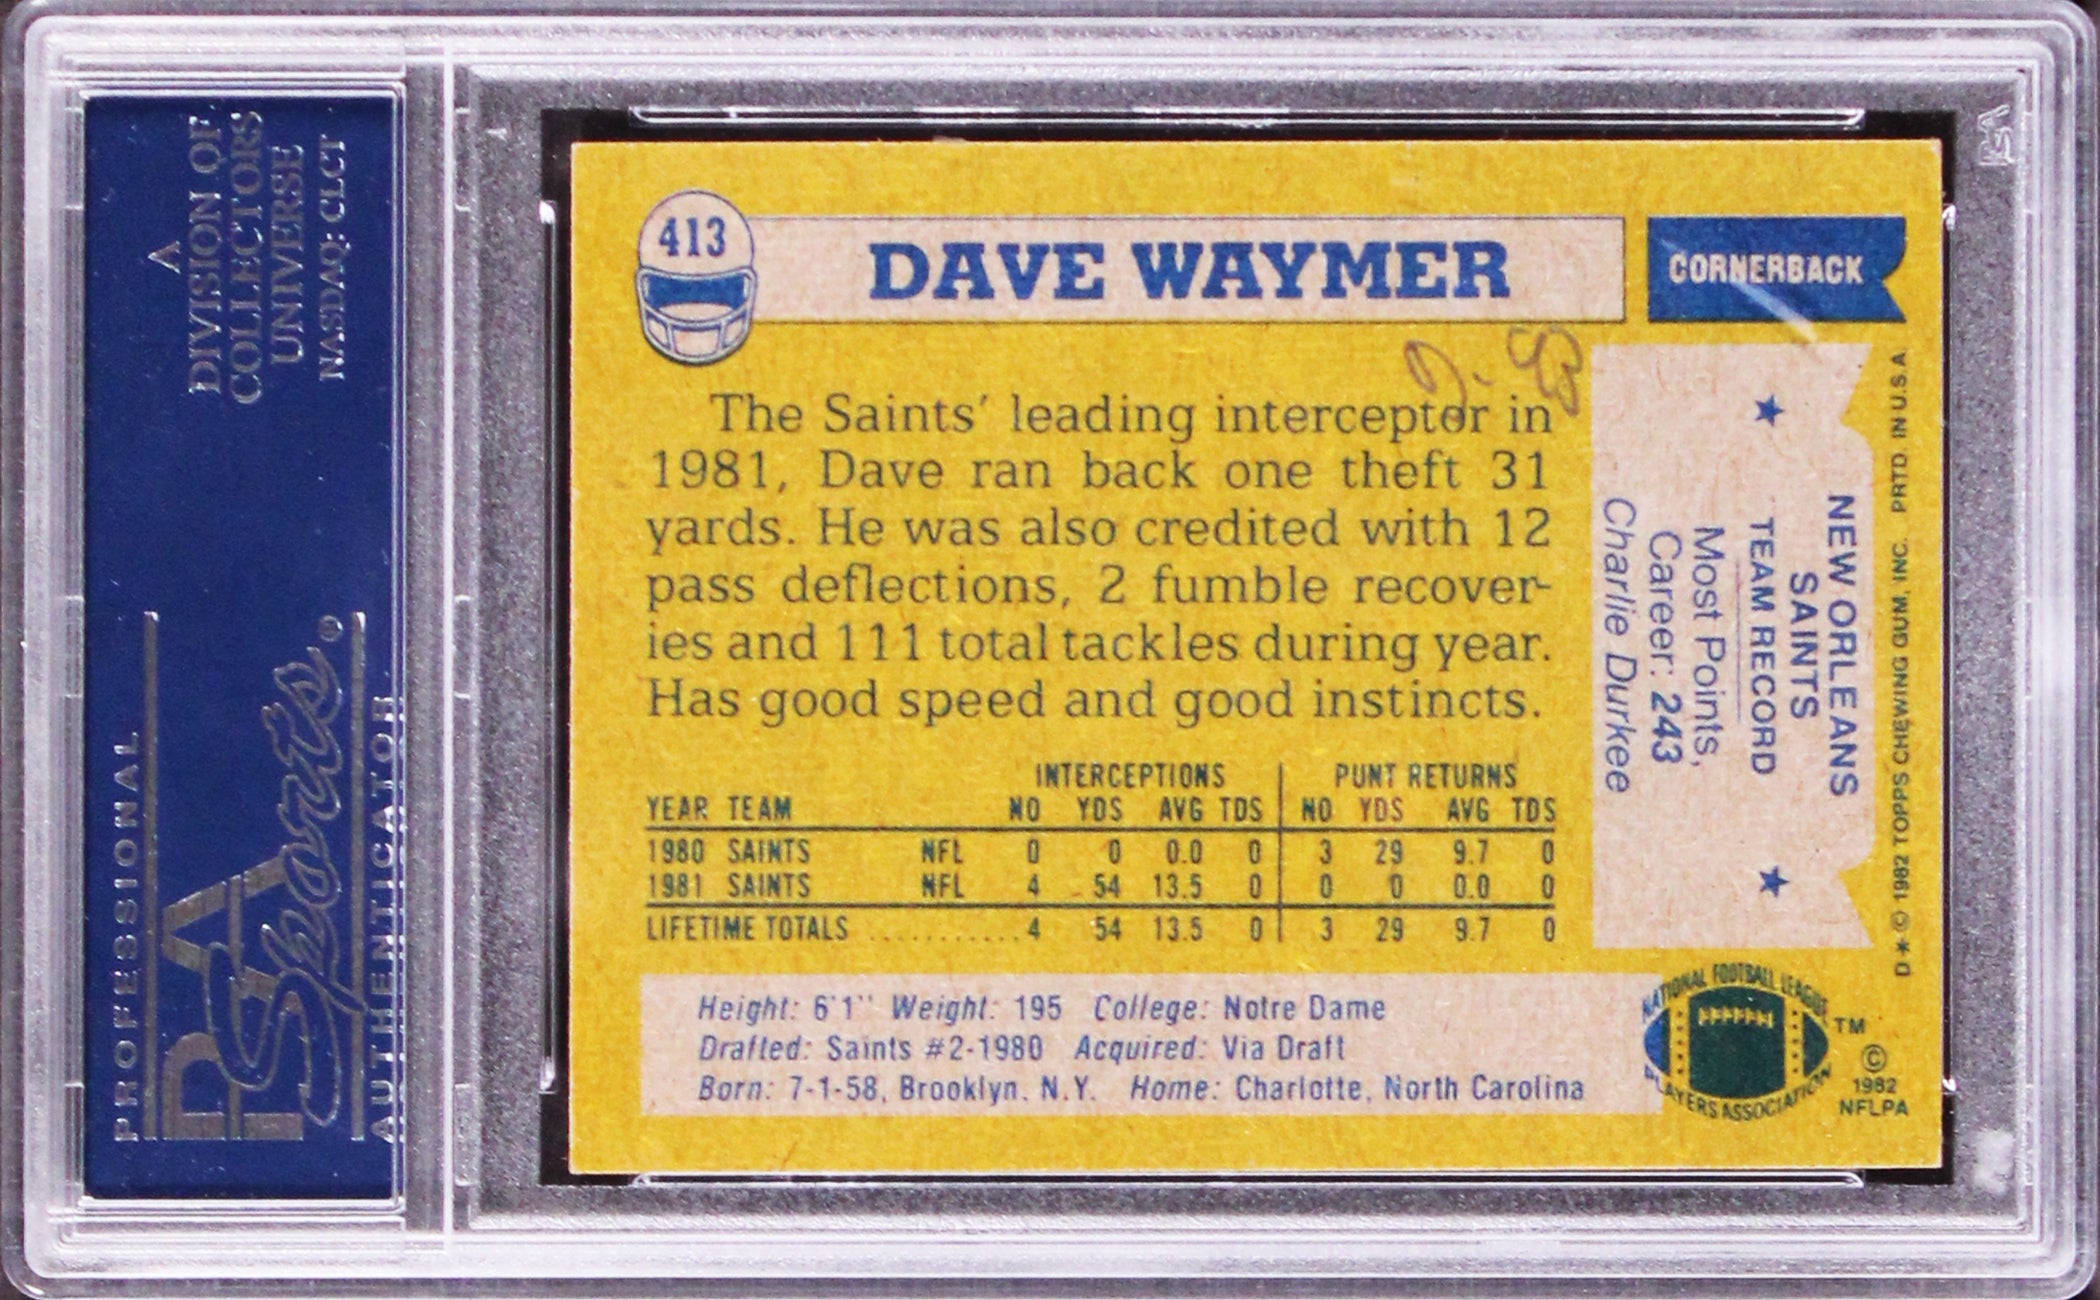 A
DIVISION OF
COLLECTORS
UNIVERSE
NASDAQ: CLCT
PROFESSIONAL
PSA
Sports®
AUTHENTICATOR
PSA
413
DAVE WAYMER
CORNERBACK
The Saints' leading interceptor in
1981, Dave ran back one theft 31
yards. He was also credited with 12
pass deflections, 2 fumble recover-
ies and 111 total tackles during year.
Has good speed and good instincts.
INTERCEPTIONS PUNT RETURNS
YEAR TEAM NO YDS AVG TDS NO YDS AVG TDS
1980 SAINTS NFL 0 0 0.0 0 3 29 9.7 0
1981 SAINTS NFL 4 54 13.5 0 0 0 0.0 0
LIFETIME TOTALS ............ 4 54 13.5 0 3 29 9.7 0
Height: 6'1" Weight: 195 College: Notre Dame
Drafted: Saints #2-1980 Acquired: Via Draft
Born: 7-1-58, Brooklyn, N.Y. Home: Charlotte, North Carolina
NEW ORLEANS
SAINTS
TEAM RECORD
Most Points,
Career: 243
Charlie Durkee
NATIONAL FOOTBALL LEAGUE
PLAYERS ASSOCIATION
TM
©
1982
NFLPA
D★© 1982 TOPPS CHEWING GUM, INC. PRTD. IN U.S.A.